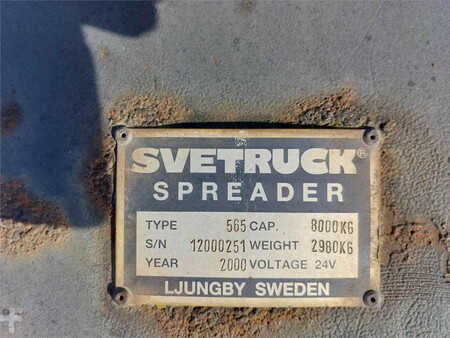 SVETRUCK®
SPREADER
TYPE 565 CAP. 8000KG
S/N 12000251 WEIGHT 2980KG
YEAR 2000 VOLTAGE 24V
LJUNGBY SWEDEN